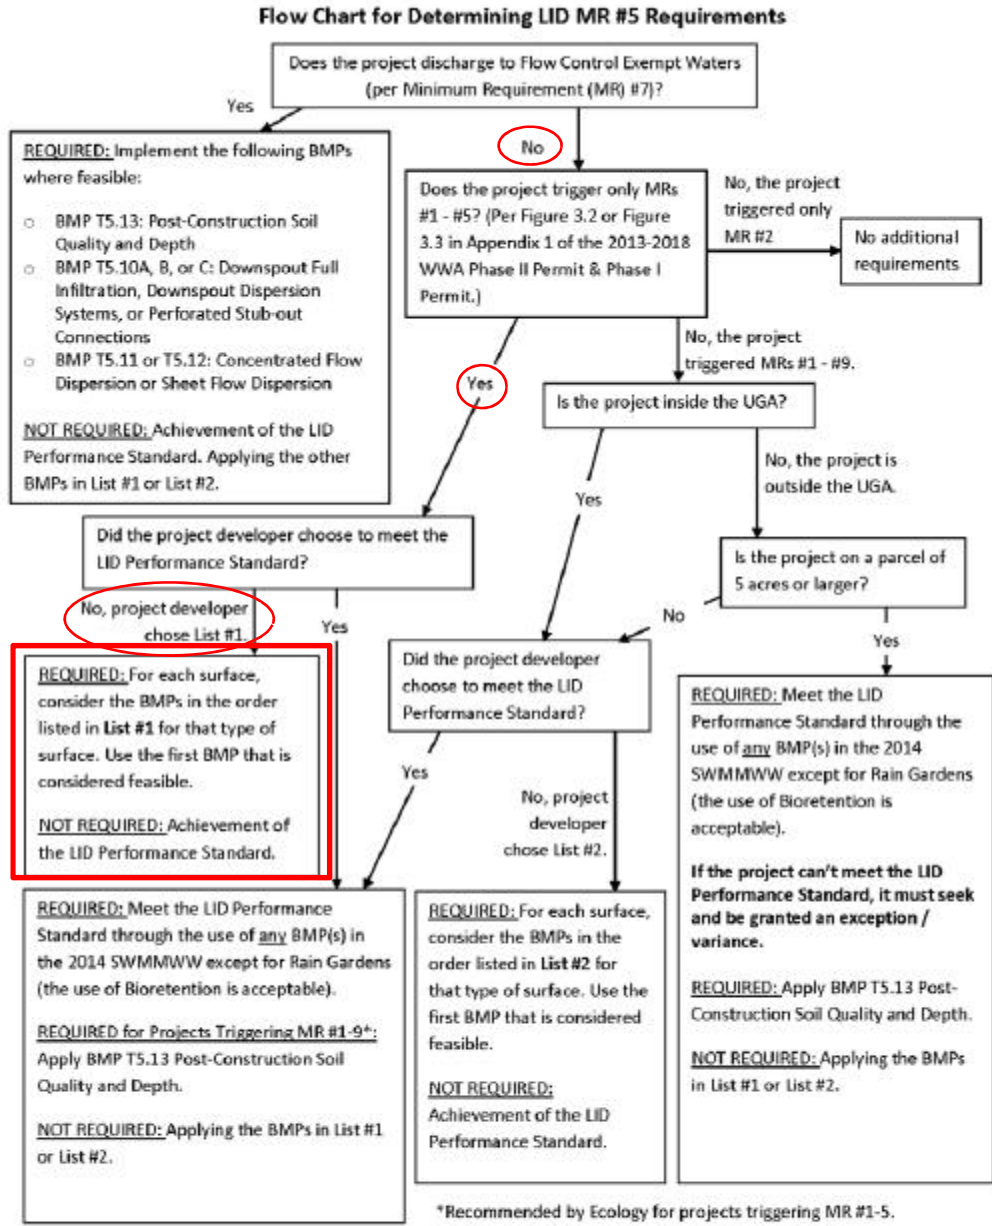 Flow Chart for Determining LID MR #5 Requirements
Does the project discharge to Flow Control Exempt Waters
(per Minimum Requirement (MR) #7)?
Yes
No
REQUIRED: Implement the following BMPs
where feasible:
○ BMP T5.13: Post-Construction Soil
Quality and Depth
○ BMP T5.10A, B, or C: Downspout Full
Infiltration, Downspout Dispersion
Systems, or Perforated Stub-out
Connections
○ BMP T5.11 or T5.12: Concentrated Flow
Dispersion or Sheet Flow Dispersion
NOT REQUIRED: Achievement of the LID
Performance Standard. Applying the other
BMPs in List #1 or List #2.
Does the project trigger only MRs
#1 - #5? (Per Figure 3.2 or Figure
3.3 in Appendix 1 of the 2013-2018
WWA Phase II Permit & Phase I
Permit.)
No, the project
triggered only
MR #2
No additional
requirements
Yes
No, the project
triggered MRs #1 - #9.
Is the project inside the UGA?
Yes
No, the project is
outside the UGA.
Did the project developer choose to meet the
LID Performance Standard?
Is the project on a parcel of
5 acres or larger?
No, project developer
chose List #1.
Yes
No
Yes
REQUIRED: For each surface,
consider the BMPs in the order
listed in List #1 for that type of
surface. Use the first BMP that is
considered feasible.
NOT REQUIRED: Achievement of
the LID Performance Standard.
Did the project developer
choose to meet the LID
Performance Standard?
Yes
No, project
developer
chose List #2.
REQUIRED: Meet the LID
Performance Standard through the
use of any BMP(s) in the 2014
SWMMWW except for Rain Gardens
(the use of Bioretention is
acceptable).
If the project can't meet the LID
Performance Standard, it must seek
and be granted an exception /
variance.
REQUIRED: Apply BMP T5.13 Post-
Construction Soil Quality and Depth.
NOT REQUIRED: Applying the BMPs
in List #1 or List #2.
REQUIRED: Meet the LID Performance
Standard through the use of any BMP(s) in
the 2014 SWMMWW except for Rain Gardens
(the use of Bioretention is acceptable).
REQUIRED for Projects Triggering MR #1-9*:
Apply BMP T5.13 Post-Construction Soil
Quality and Depth.
NOT REQUIRED: Applying the BMPs in List #1
or List #2.
REQUIRED: For each surface,
consider the BMPs in the
order listed in List #2 for
that type of surface. Use the
first BMP that is considered
feasible.
NOT REQUIRED:
Achievement of the LID
Performance Standard.
*Recommended by Ecology for projects triggering MR #1-5.